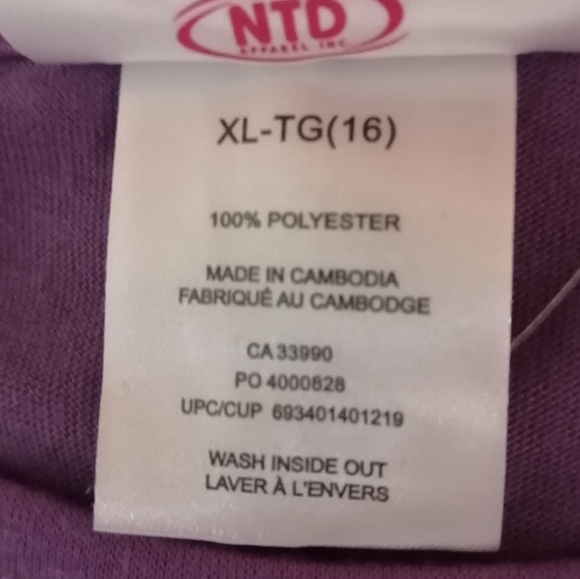 NTD
APPAREL INC.
XL-TG(16)
100% POLYESTER
MADE IN CAMBODIA
FABRIQUÉ AU CAMBODGE
CA 33990
PO 4000828
UPC/CUP 693401401219
WASH INSIDE OUT
LAVER À L'ENVERS